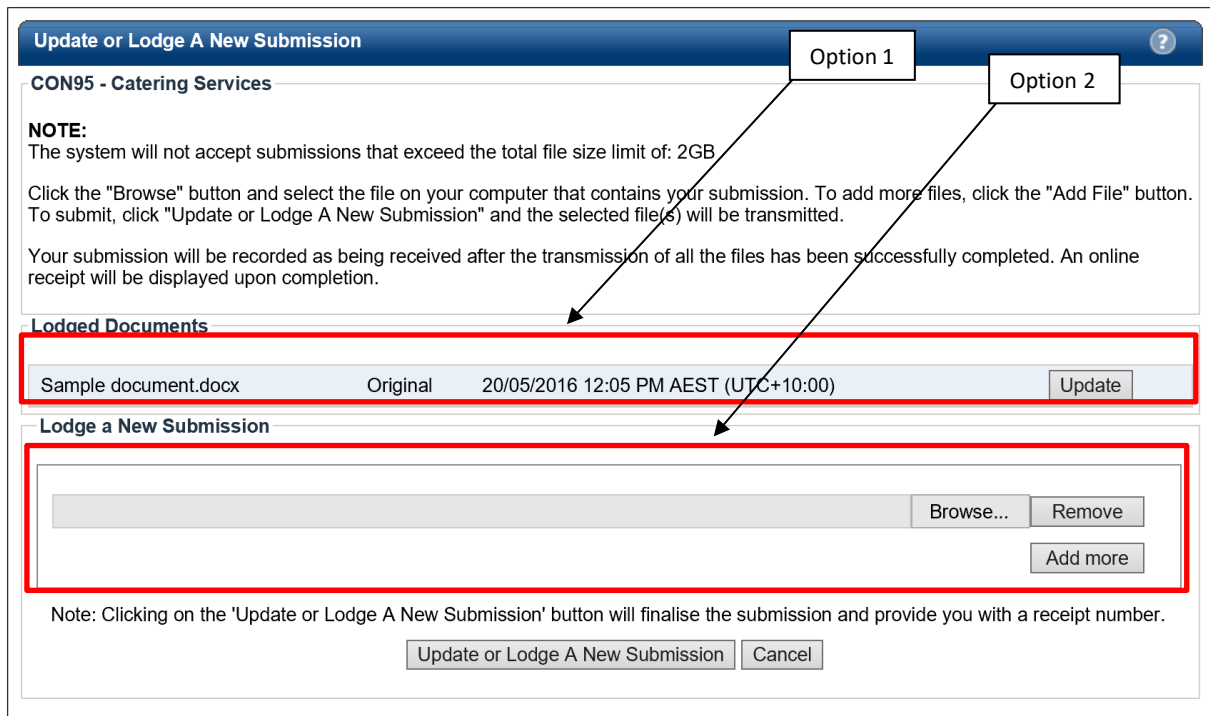 Update or Lodge A New Submission
?
Option 1
Option 2
CON95 - Catering Services
NOTE:
The system will not accept submissions that exceed the total file size limit of: 2GB
Click the "Browse" button and select the file on your computer that contains your submission. To add more files, click the "Add File" button.
To submit, click "Update or Lodge A New Submission" and the selected file(s) will be transmitted.
Your submission will be recorded as being received after the transmission of all the files has been successfully completed. An online
receipt will be displayed upon completion.
Lodged Documents
Sample document.docx Original 20/05/2016 12:05 PM AEST (UTC+10:00) Update
Lodge a New Submission
Browse... Remove
Add more
Note: Clicking on the 'Update or Lodge A New Submission' button will finalise the submission and provide you with a receipt number.
Update or Lodge A New Submission Cancel